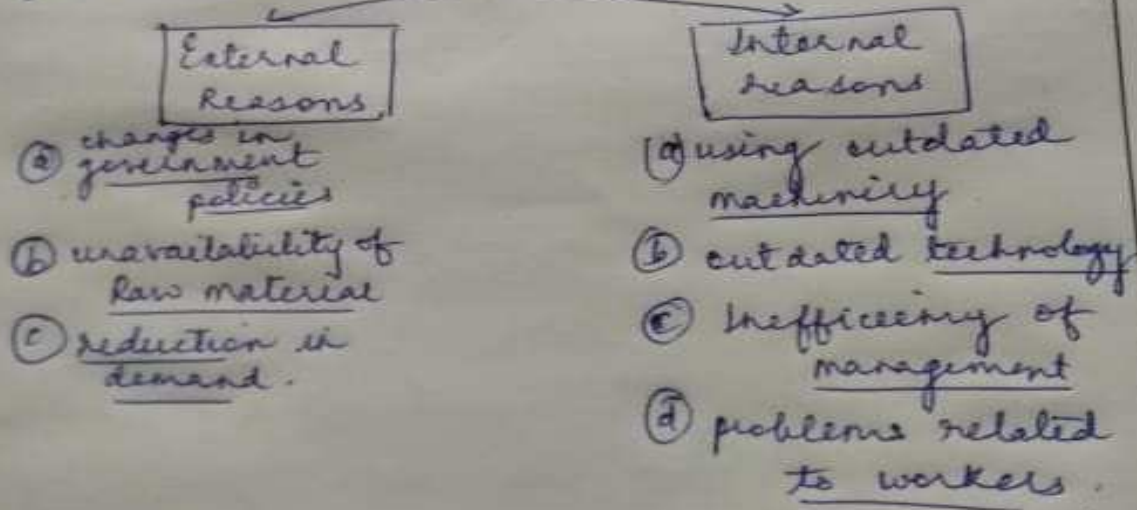 External
Reasons
(a) changes in
government
policies
(b) unavailability of
Raw material
(c) reduction in
demand.
Internal
reasons
(a) using outdated
machinery
(b) outdated technology
(c) Inefficiency of
management
(d) problems related
to workers.